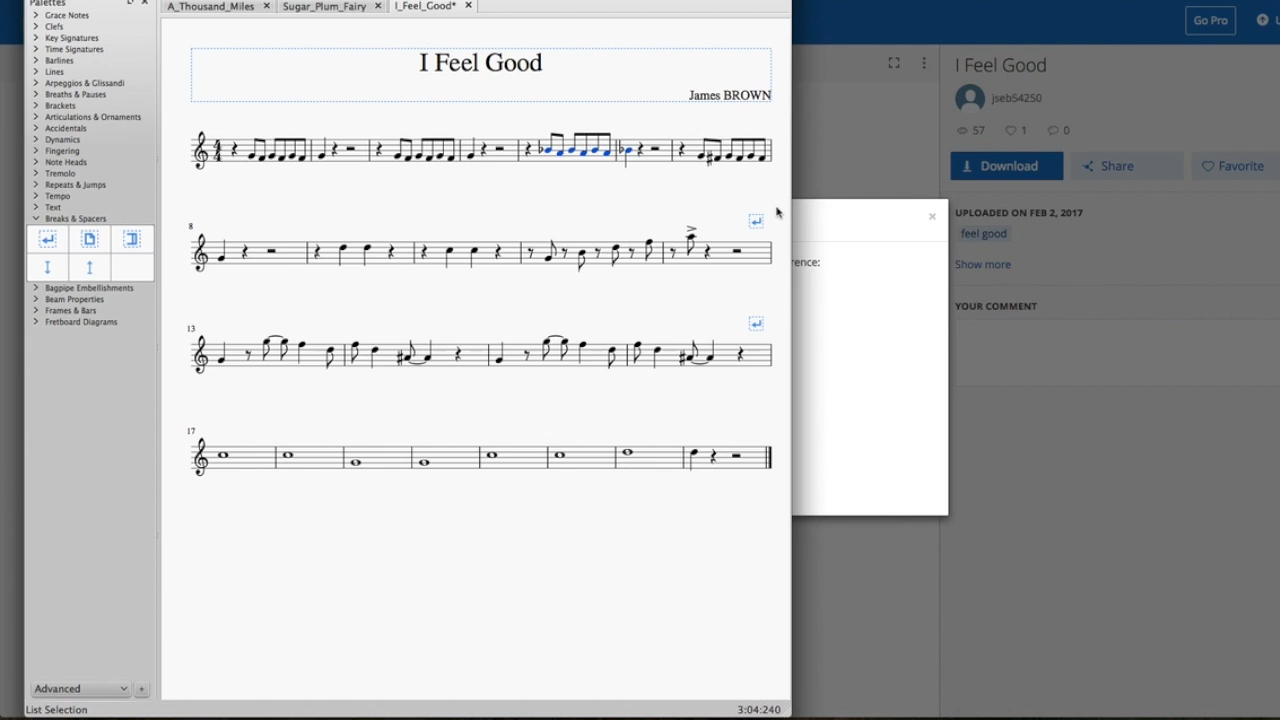 Palettes
Grace Notes
Clefs
Key Signatures
Time Signatures
Barlines
Lines
Arpeggios & Glissandi
Breaths & Pauses
Brackets
Articulations & Ornaments
Accidentals
Dynamics
Fingering
Note Heads
Tremolo
Repeats & Jumps
Tempo
Text
Breaks & Spacers
Bagpipe Embellishments
Beam Properties
Frames & Bars
Fretboard Diagrams
Advanced
+
List Selection
A_Thousand_Miles
Sugar_Plum_Fairy
I_Feel_Good*
I Feel Good
James BROWN
4
4
8
13
17
3:04:240
rence:
×
Go Pro
I Feel Good
jseb54250
57
1
0
Download
Share
Favorite
UPLOADED ON FEB 2, 2017
feel good
Show more
YOUR COMMENT